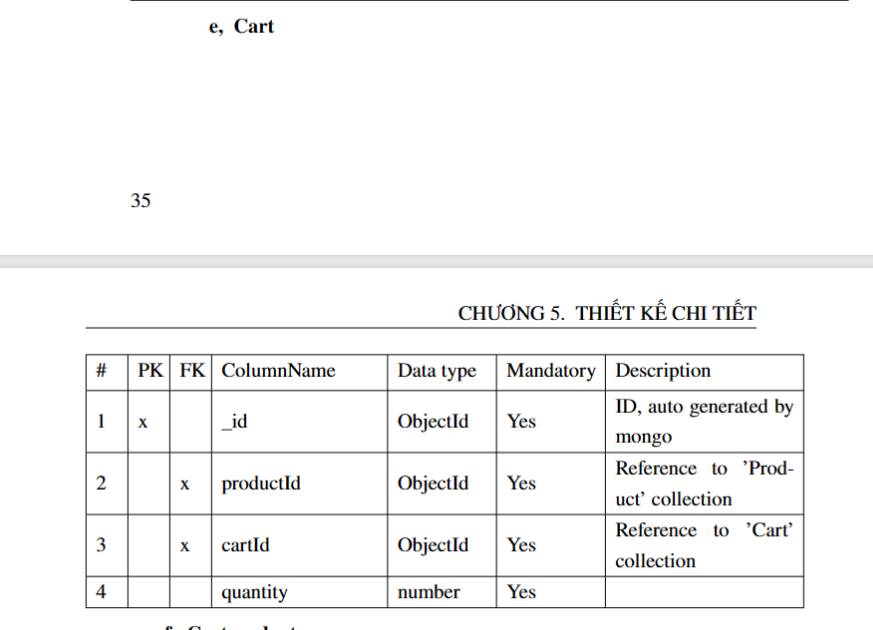 e, Cart
35
CHƯƠNG 5. THIẾT KẾ CHI TIẾT
# PK FK ColumnName Data type Mandatory Description
1 x _id ObjectId Yes ID, auto generated by
mongo
2 x productId ObjectId Yes Reference to ’Prod-
uct’ collection
3 x cartId ObjectId Yes Reference to ’Cart’
collection
4 quantity number Yes